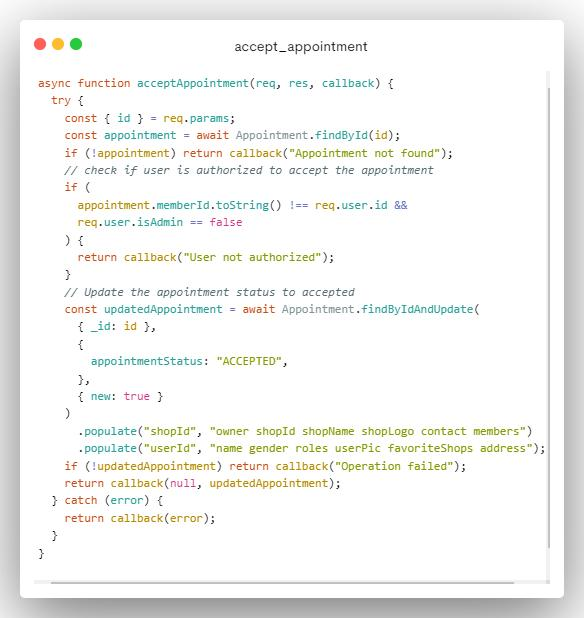 accept_appointment
async function acceptAppointment(req, res, callback) {
  try {
    const { id } = req.params;
    const appointment = await Appointment.findById(id);
    if (!appointment) return callback("Appointment not found");
    // check if user is authorized to accept the appointment
    if (
      appointment.memberId.toString() !== req.user.id &&
      req.user.isAdmin == false
    ) {
      return callback("User not authorized");
    }
    // Update the appointment status to accepted
    const updatedAppointment = await Appointment.findByIdAndUpdate(
      { _id: id },
      {
        appointmentStatus: "ACCEPTED",
      },
      { new: true }
    )
      .populate("shopId", "owner shopId shopName shopLogo contact members")
      .populate("userId", "name gender roles userPic favoriteShops address");
    if (!updatedAppointment) return callback("Operation failed");
    return callback(null, updatedAppointment);
  } catch (error) {
    return callback(error);
  }
}